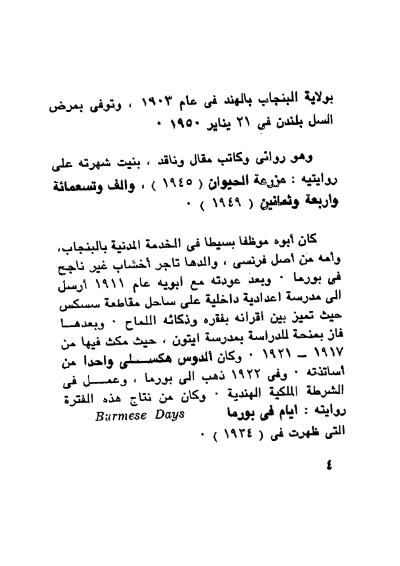 بولاية البنجاب بالهند فى عام ١٩٠٣ ، وتوفى بمرض
السل بلندن في ٢١ يناير ١٩٥٠ ٠
وهو روائى وكاتب مقال وناقد ، بنيت شهرته على
روايتيه : مزرعة الحيوان ( ١٩٤٥ ) ، والف وتسعمائة
واربعة وثمانين ( ١٩٤٩ ) ٠
كان أبوه موظفا بسيطا فى الخدمة المدنية بالبنجاب،
وأمه من أصل فرنسى ، والدها تاجر أخشاب غير ناجح
فى بورما ٠ وبعد عودته مع ابويه عام ١٩١١ أرسل
الى مدرسة اعدادية داخلية على ساحل مقاطعة سسكس
حيث تميز بين أقرانه بفقره وذكائه اللماح ٠ وبعدهــا
فاز بمنحة للدراسة بمدرسة ايتون ، حيث مكث فيها من
١٩١٧ ــ ١٩٢١ ٠ وكان ألدوس هكســلى واحدا من
أساتذته ٠ وفى ١٩٢٢ ذهب الى بورما ، وعمــل فى
الشرطة الملكية الهندية ٠ وكان من نتاج هذه الفترة
روايته : ايام فى بورما Burmese Days
التى ظهرت فى ( ١٩٣٤ ) ٠
٤